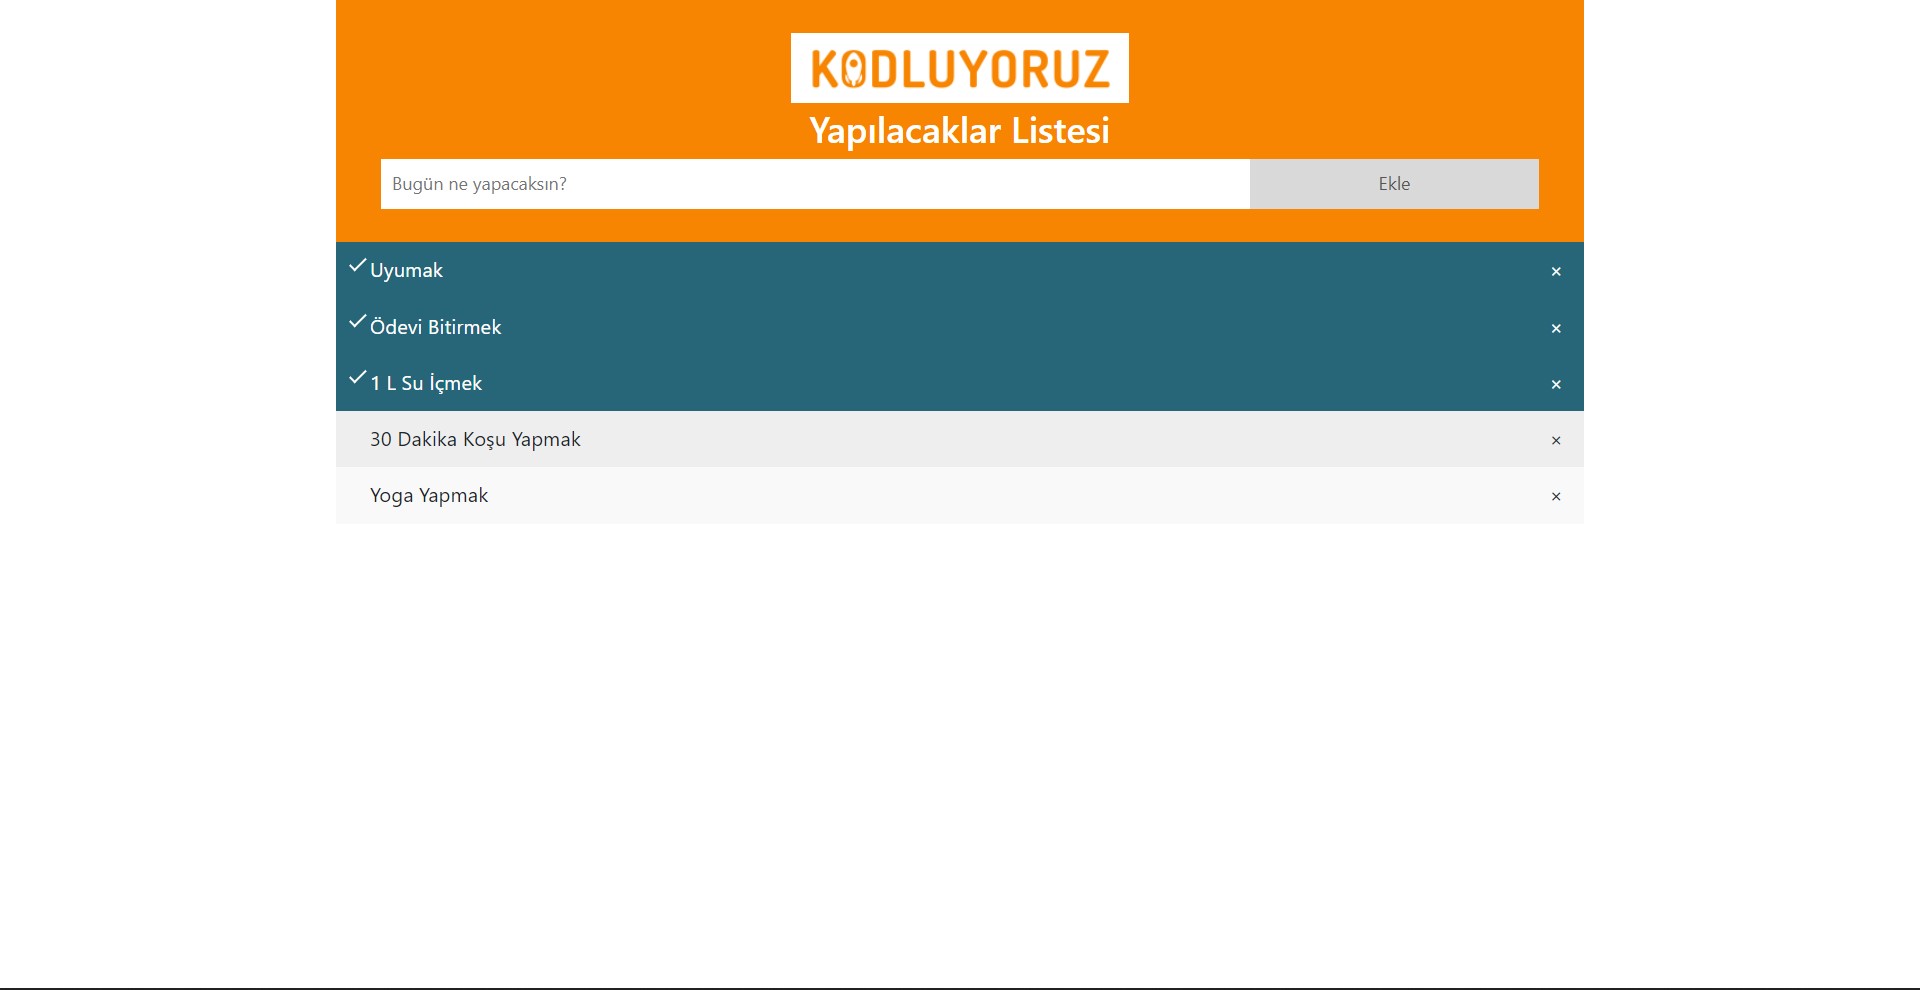 KODLUYORUZ
Yapılacaklar Listesi
Bugün ne yapacaksın? Ekle
✓ Uyumak ×
✓ Ödevi Bitirmek ×
✓ 1 L Su İçmek ×
30 Dakika Koşu Yapmak ×
Yoga Yapmak ×